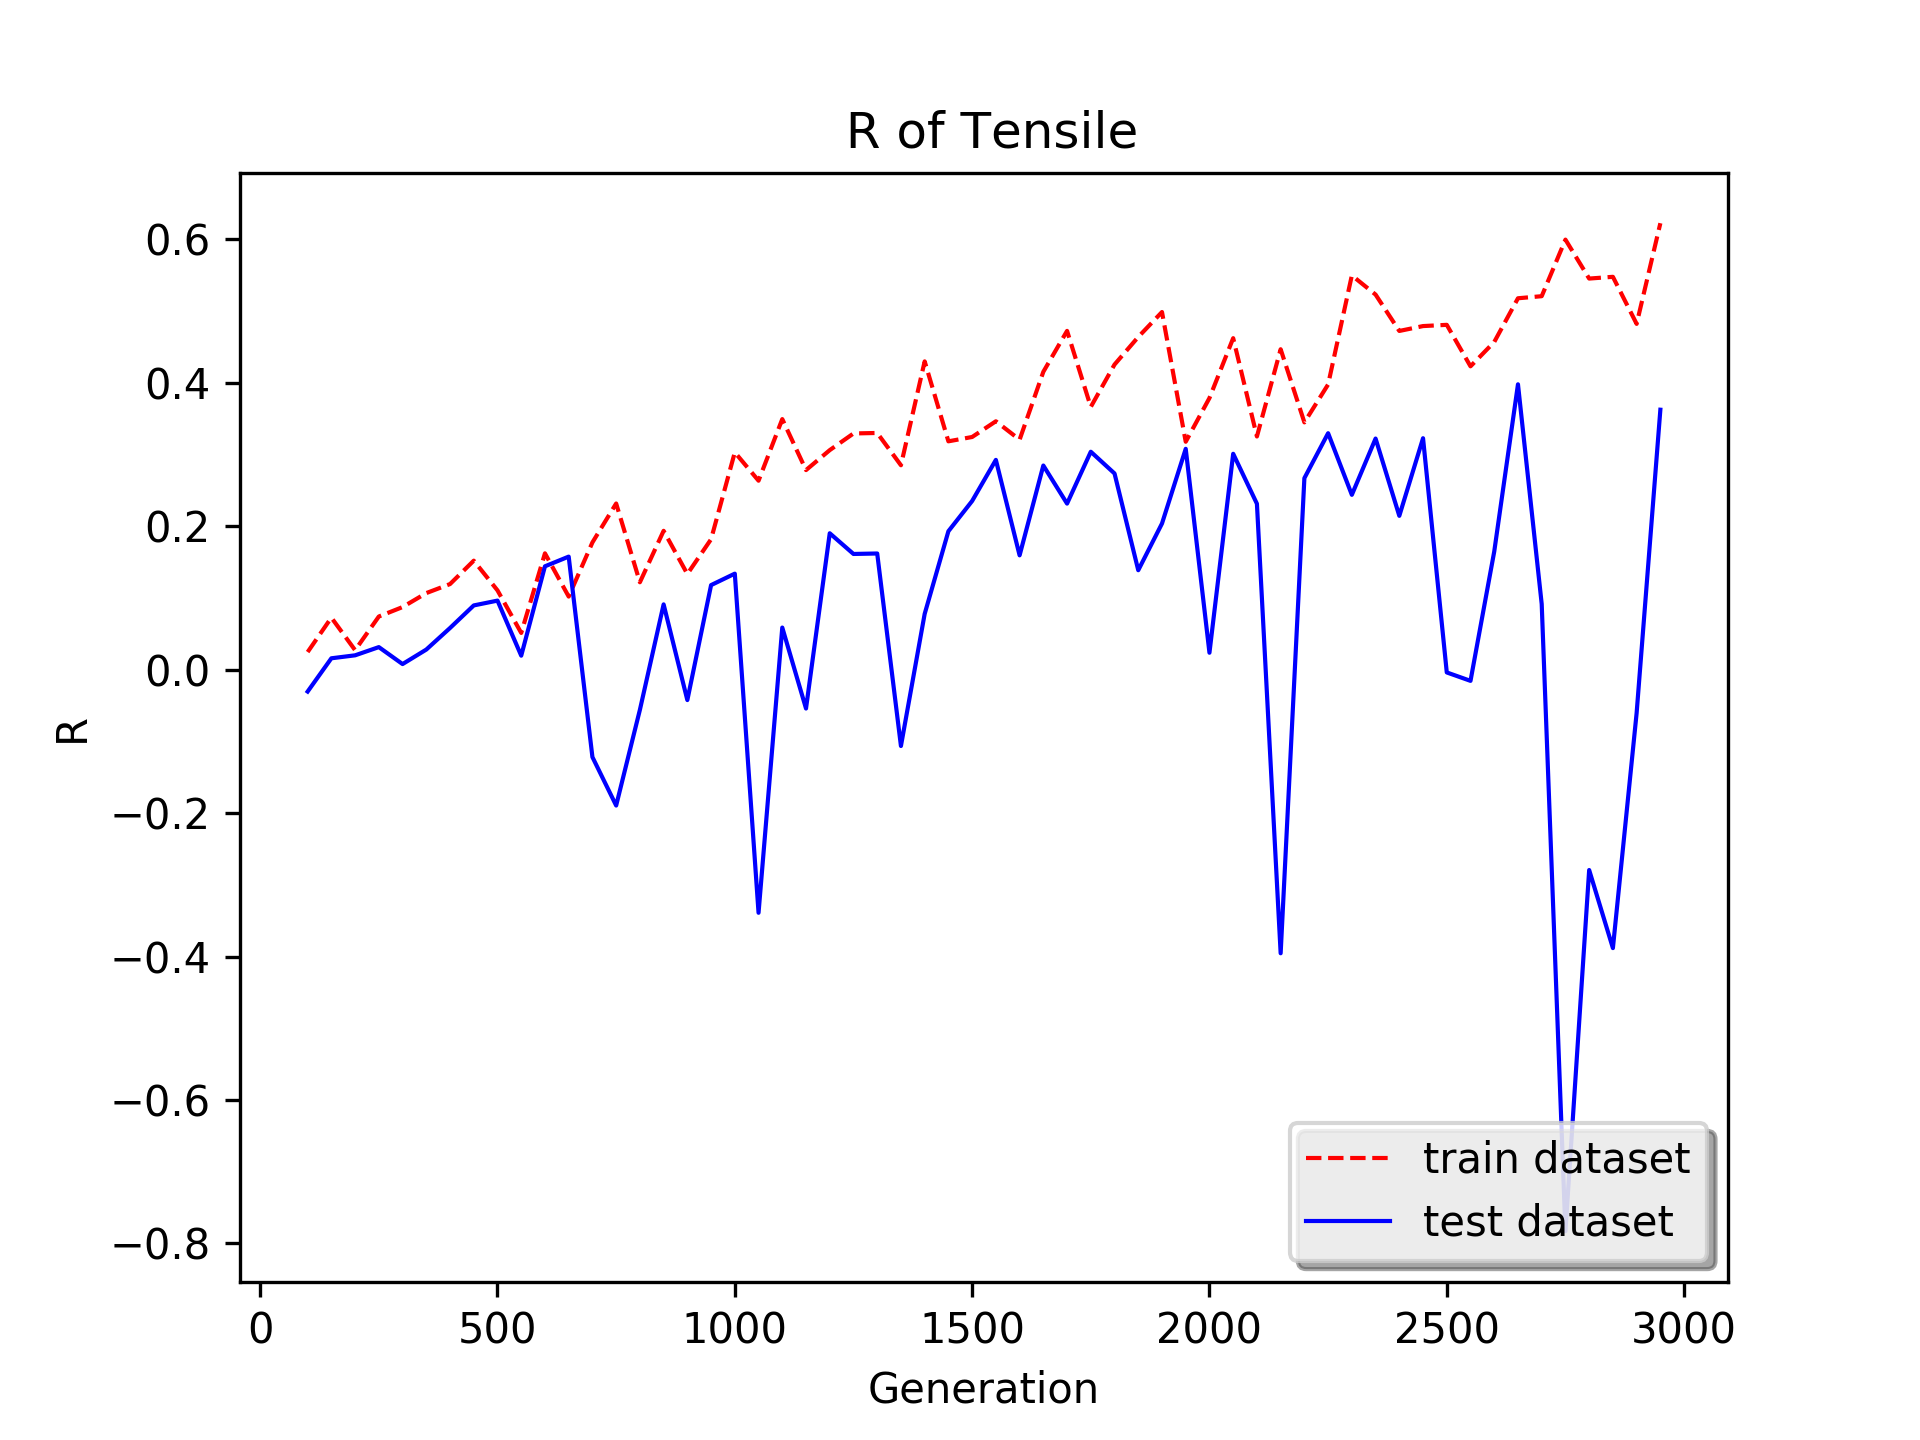 R of Tensile
0.6
0.4
0.2
0.0
−0.2
−0.4
−0.6
−0.8
R
train dataset
test dataset
0 500 1000 1500 2000 2500 3000
Generation